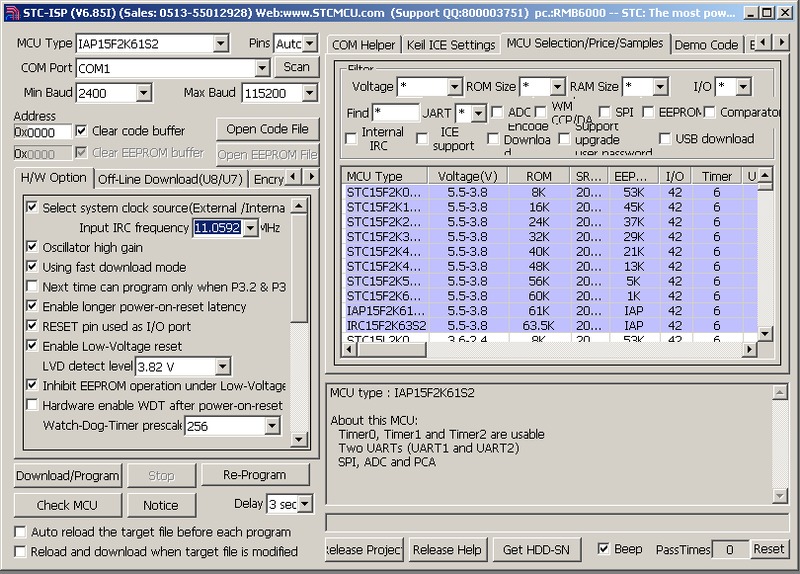 STC-ISP (V6.85I) (Sales: 0513-55012928) Web:www.STCMCU.com (Support QQ:800003751) pc.:RMB6000 -- STC: The most pow...
MCU Type IAP15F2K61S2 Pins Autc
COM Port COM1 Scan
Min Baud 2400 Max Baud 115200
Address
0x0000 Clear code buffer Open Code File
0x0000 Clear EEPROM buffer Open EEPROM File
H/W Option Off-Line Download(U8/U7) Encry
Select system clock source(External /Interna
Input IRC frequency 11.0592 MHz
Oscillator high gain
Using fast download mode
Next time can program only when P3.2 & P3
Enable longer power-on-reset latency
RESET pin used as I/O port
Enable Low-Voltage reset
LVD detect level 3.82 V
Inhibit EEPROM operation under Low-Voltage
Hardware enable WDT after power-on-reset
Watch-Dog-Timer prescale 256
Download/Program Stop Re-Program
Check MCU Notice Delay 3 sec
Auto reload the target file before each program
Reload and download when target file is modified
COM Helper Keil ICE Settings MCU Selection/Price/Samples Demo Code
Filter
Voltage * ROM Size * RAM Size * I/O *
Find * UART * ADC WM CCP/DA SPI EEPROM Comparator
Internal IRC ICE support Encode Downloa d Support upgrade user password USB download
MCU Type Voltage(V) ROM SR... EEP... I/O Timer U
STC15F2K0... 5.5-3.8 8K 20... 53K 42 6
STC15F2K1... 5.5-3.8 16K 20... 45K 42 6
STC15F2K2... 5.5-3.8 24K 20... 37K 42 6
STC15F2K3... 5.5-3.8 32K 20... 29K 42 6
STC15F2K4... 5.5-3.8 40K 20... 21K 42 6
STC15F2K4... 5.5-3.8 48K 20... 13K 42 6
STC15F2K5... 5.5-3.8 56K 20... 5K 42 6
STC15F2K6... 5.5-3.8 60K 20... 1K 42 6
IAP15F2K61... 5.5-3.8 61K 20... IAP 42 6
IRC15F2K63S2 5.5-3.8 63.5K 20... IAP 42 6
STC15L2K0... 3.6-2.4 8K 20... 53K 42 6
MCU type : IAP15F2K61S2
About this MCU:
Timer0, Timer1 and Timer2 are usable
Two UARTs (UART1 and UART2)
SPI, ADC and PCA
Release Project Release Help Get HDD-SN Beep PassTimes 0 Reset